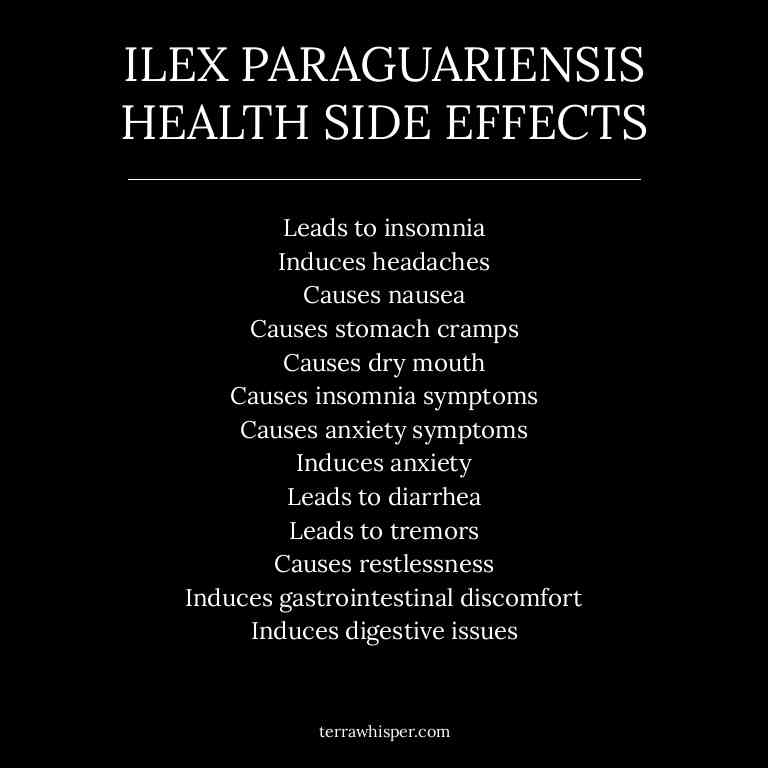 ILEX PARAGUARIENSIS
HEALTH SIDE EFFECTS
Leads to insomnia
Induces headaches
Causes nausea
Causes stomach cramps
Causes dry mouth
Causes insomnia symptoms
Causes anxiety symptoms
Induces anxiety
Leads to diarrhea
Leads to tremors
Causes restlessness
Induces gastrointestinal discomfort
Induces digestive issues
terrawhisper.com